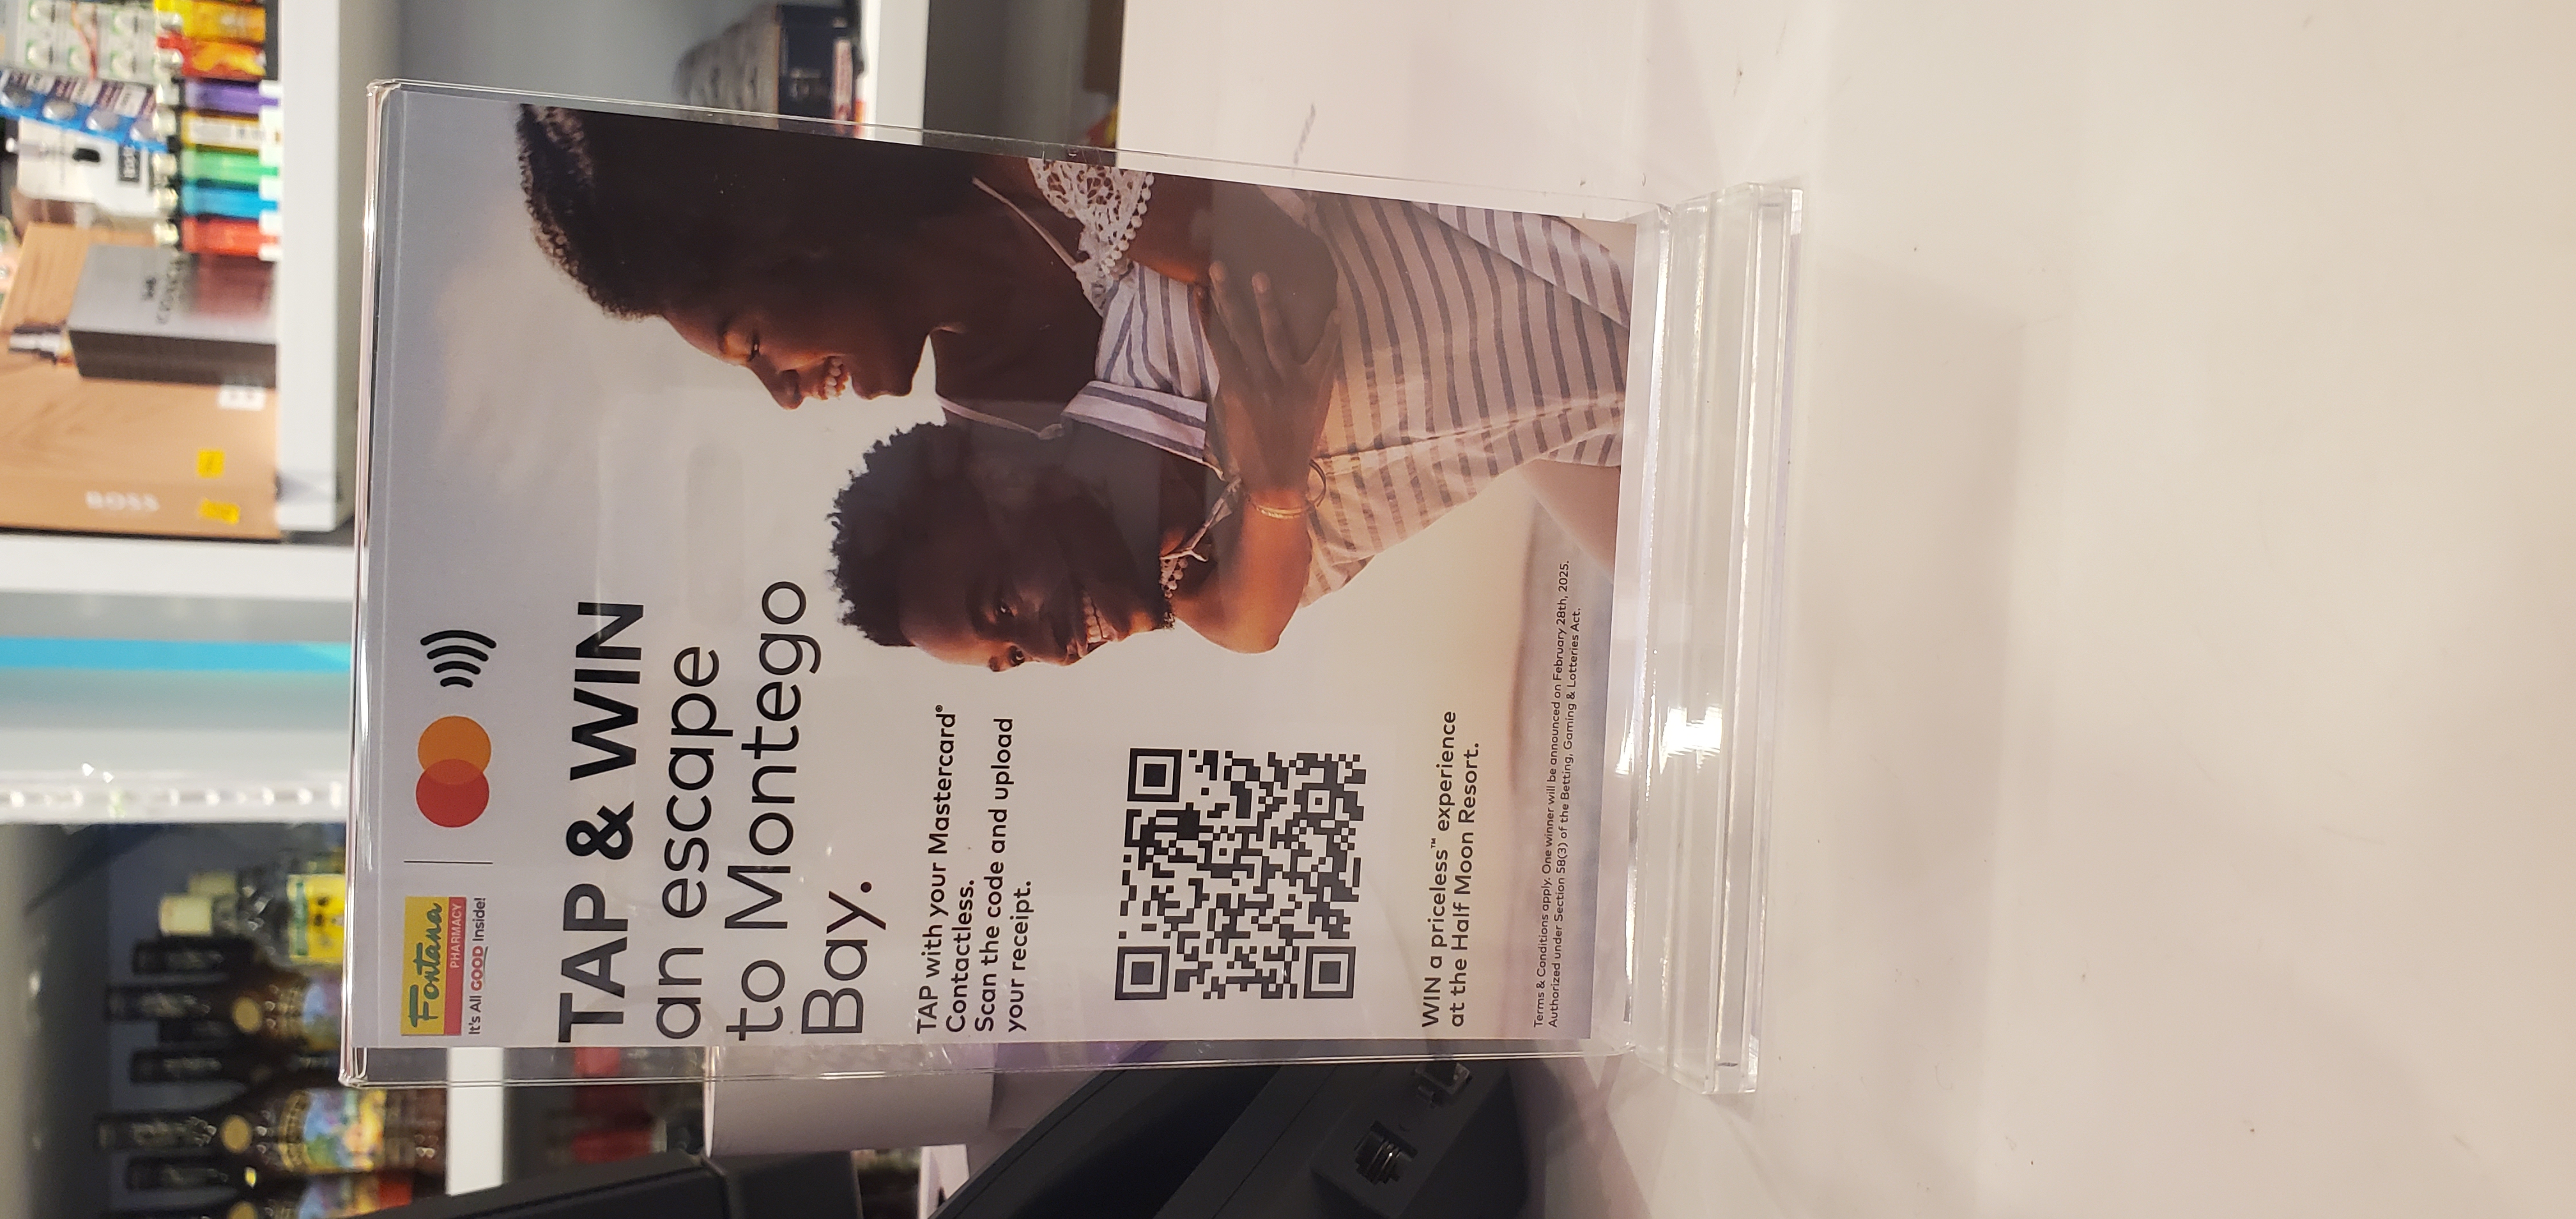 Fontana
PHARMACY
It's All GOOD Inside!
TAP & WIN
an escape
to Montego
Bay.
TAP with your Mastercard®
Contactless.
Scan the code and upload
your receipt.
WIN a priceless™ experience
at the Half Moon Resort.
Terms & Conditions apply. One winner will be announced on February 28th, 2025.
Authorized under Section 58(3) of the Betting, Gaming & Lotteries Act.
BOSS